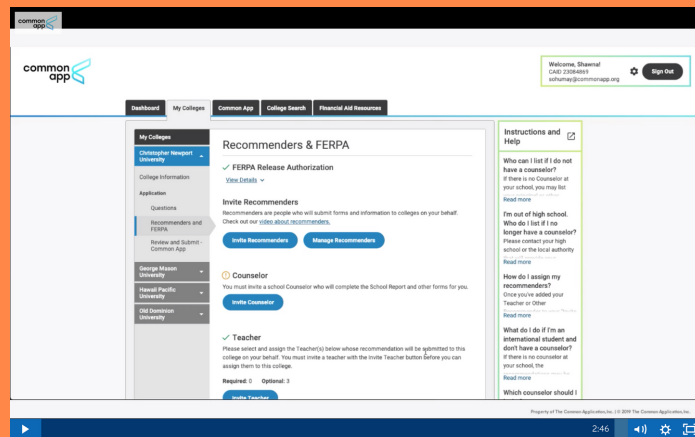 common
app
common
app
Welcome, Shawna!
CAID 23084869
sohumay@commonapp.org
Sign Out
Dashboard
My Colleges
Common App
College Search
Financial Aid Resources
My Colleges
Christopher Newport
University
College Information
Application
Questions
Recommenders and
FERPA
Review and Submit -
Common App
George Mason
University
Hawaii Pacific
University
Old Dominion
University
Recommenders & FERPA
FERPA Release Authorization
View Details
Invite Recommenders
Recommenders are people who will submit forms and information to colleges on your behalf.
Check out our video about recommenders.
Invite Recommenders
Manage Recommenders
Counselor
You must invite a school Counselor who will complete the School Report and other forms for you.
Invite Counselor
Teacher
Please select and assign the Teacher(s) below whose recommendation will be submitted to this
college on your behalf. You must invite a teacher with the Invite Teacher button before you can
assign them to this college.
Required: 0 Optional: 3
Invite Teacher
Instructions and
Help
Who can I list if I do not
have a counselor?
If there is no Counselor at
your school, you may list
Read more
I'm out of high school.
Who do I list if I no
longer have a counselor?
Please contact your high
school or the local authority
Read more
How do I assign my
recommenders?
Once you've added your
Teacher or Other
Read more
What do I do if I'm an
international student and
don't have a counselor?
If there is no counselor at
your school, the
Read more
Which counselor should I
Property of The Common Application, Inc. | © 2019 The Common Application, Inc.
2:46